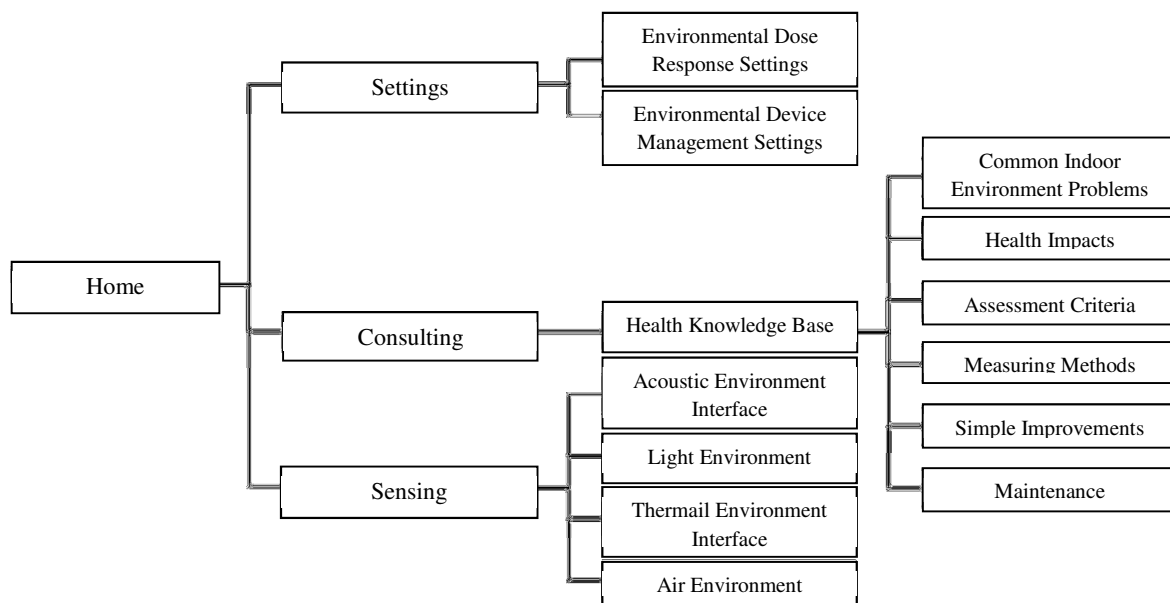 Home
Settings
Environmental Dose
Response Settings
Environmental Device
Management Settings
Consulting
Health Knowledge Base
Common Indoor
Environment Problems
Health Impacts
Assessment Criteria
Measuring Methods
Simple Improvements
Maintenance
Sensing
Acoustic Environment
Interface
Light Environment
Thermail Environment
Interface
Air Environment